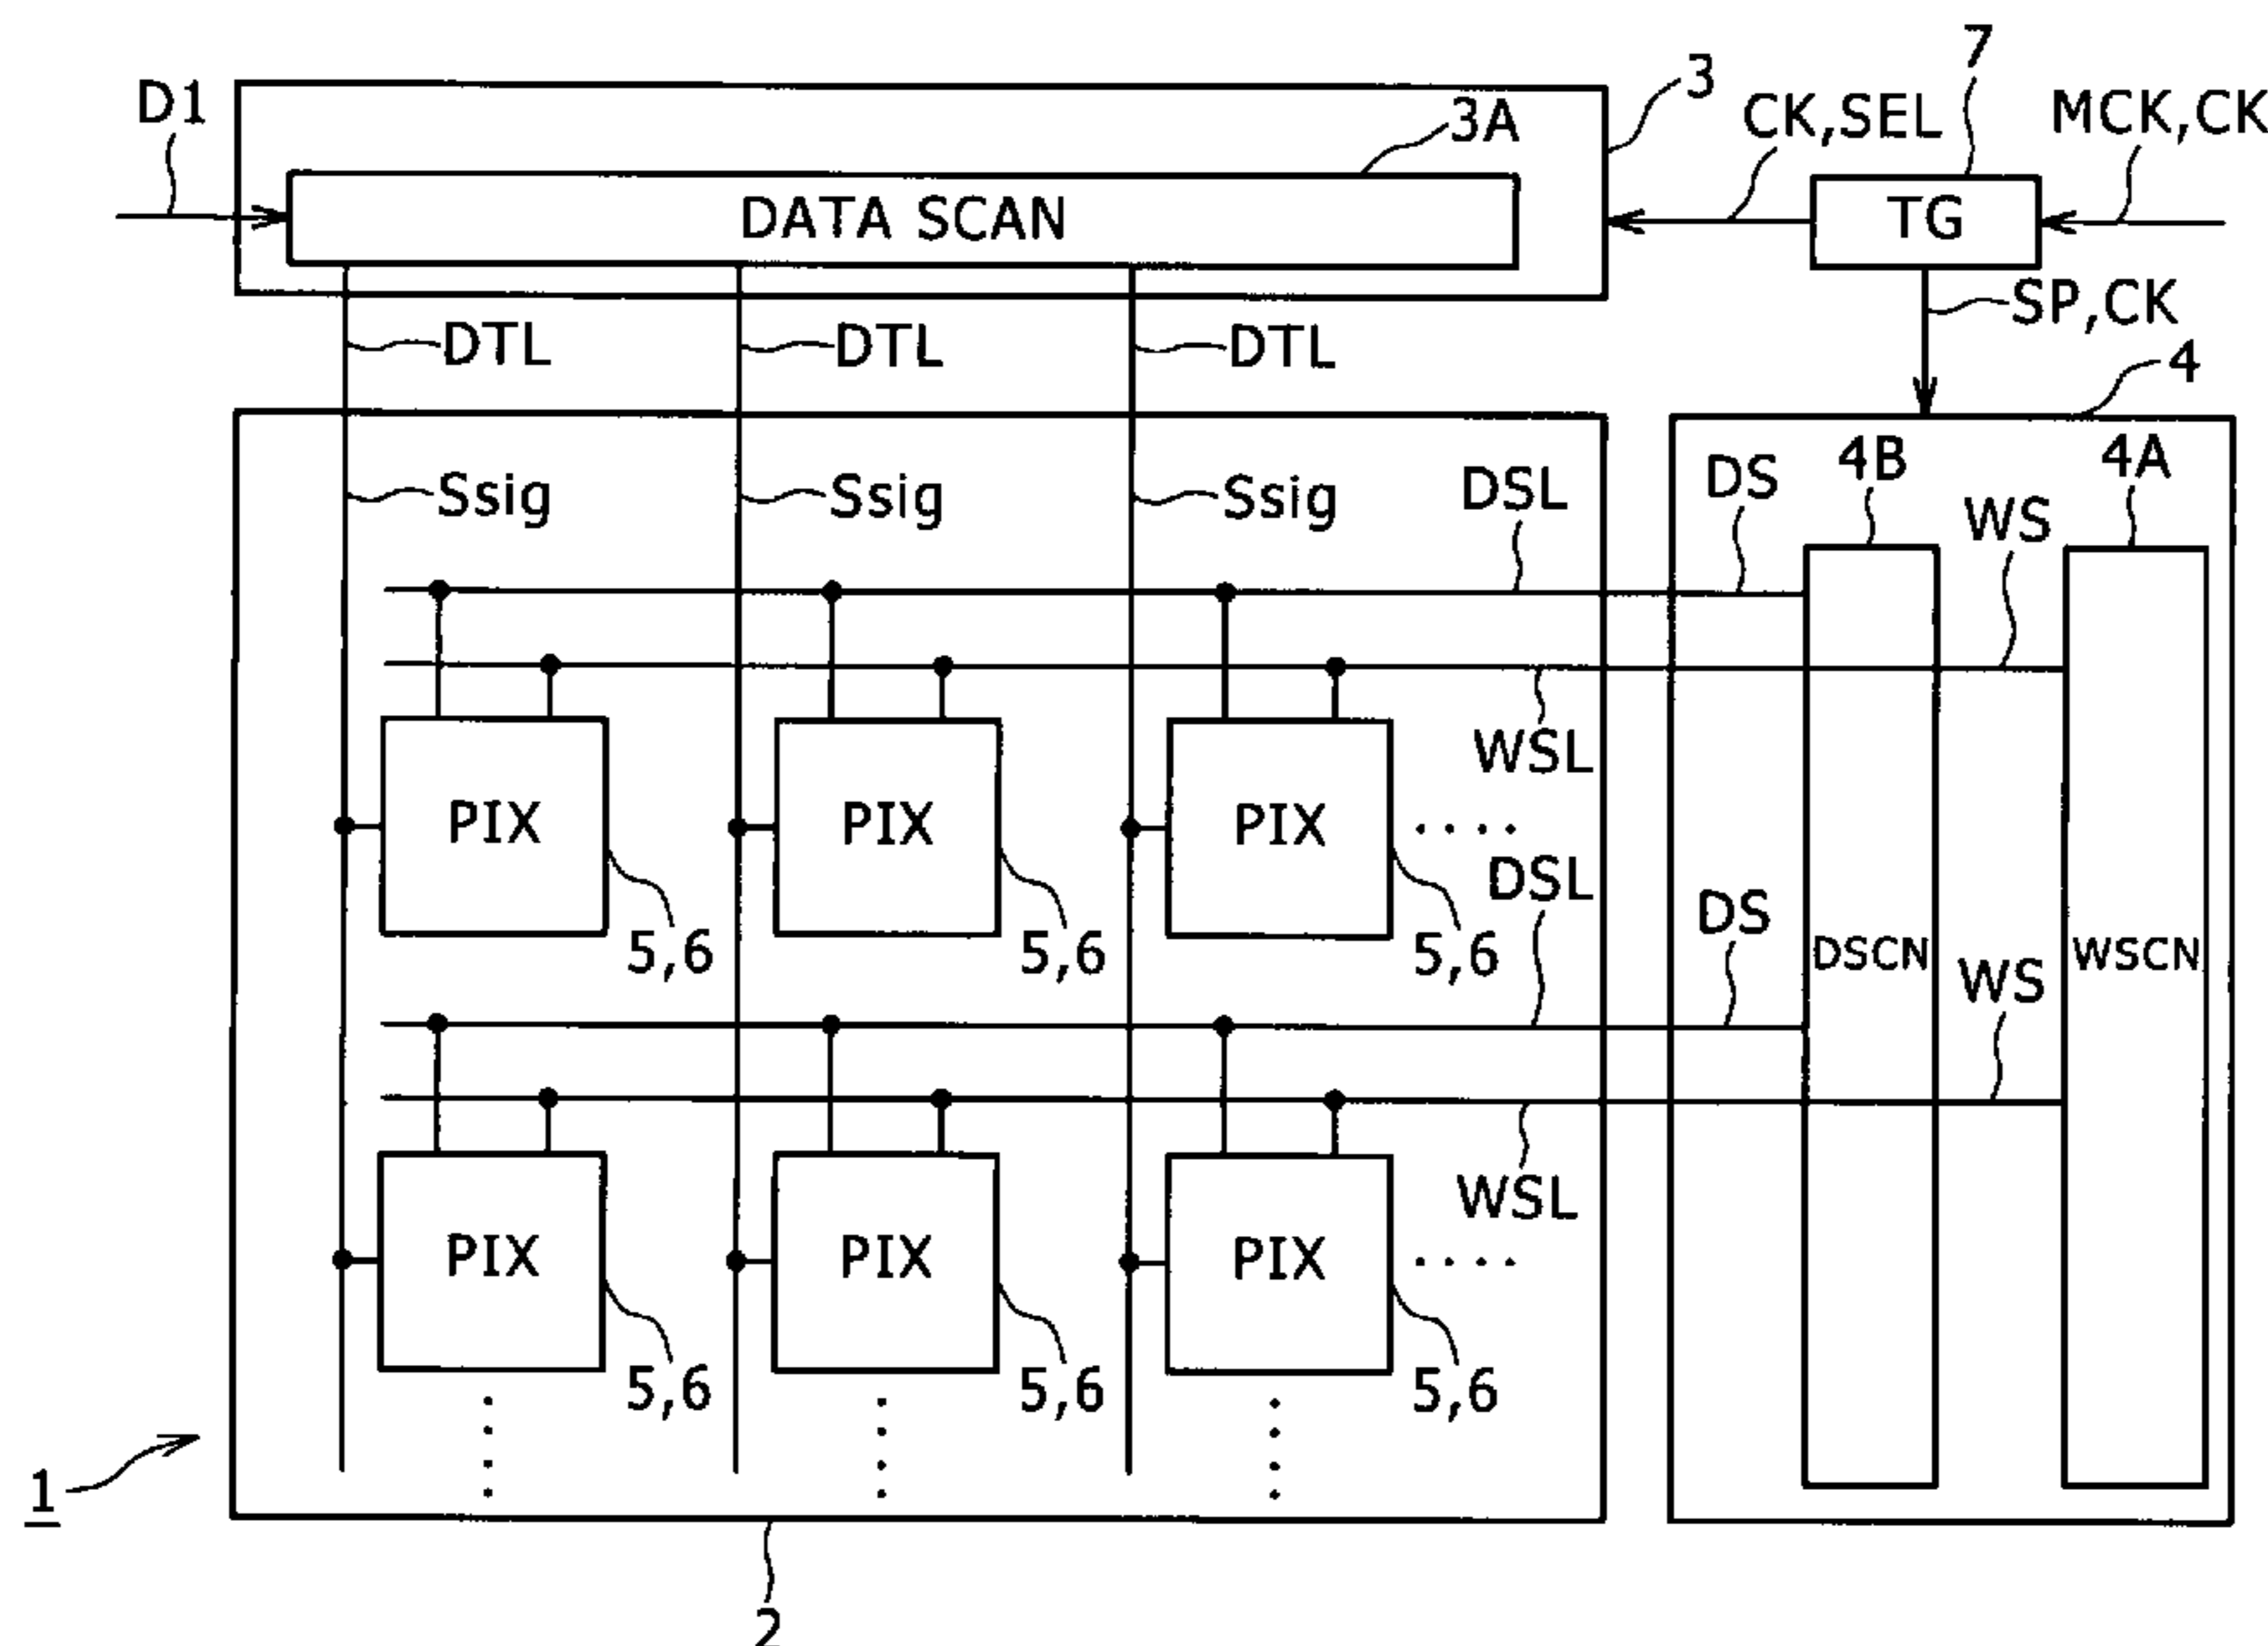 7
D1
3
3A
CK,SEL
MCK,CK
DATA SCAN
TG
SP,CK
DTL
DTL
DTL
4
4B
4A
Ssig
Ssig
Ssig
DSL
DS
WS
WSL
PIX
PIX
PIX
DSL
DS
5,6
5,6
5,6
DSCN
WS
WSCN
WSL
PIX
PIX
PIX
5,6
5,6
5,6
1
2